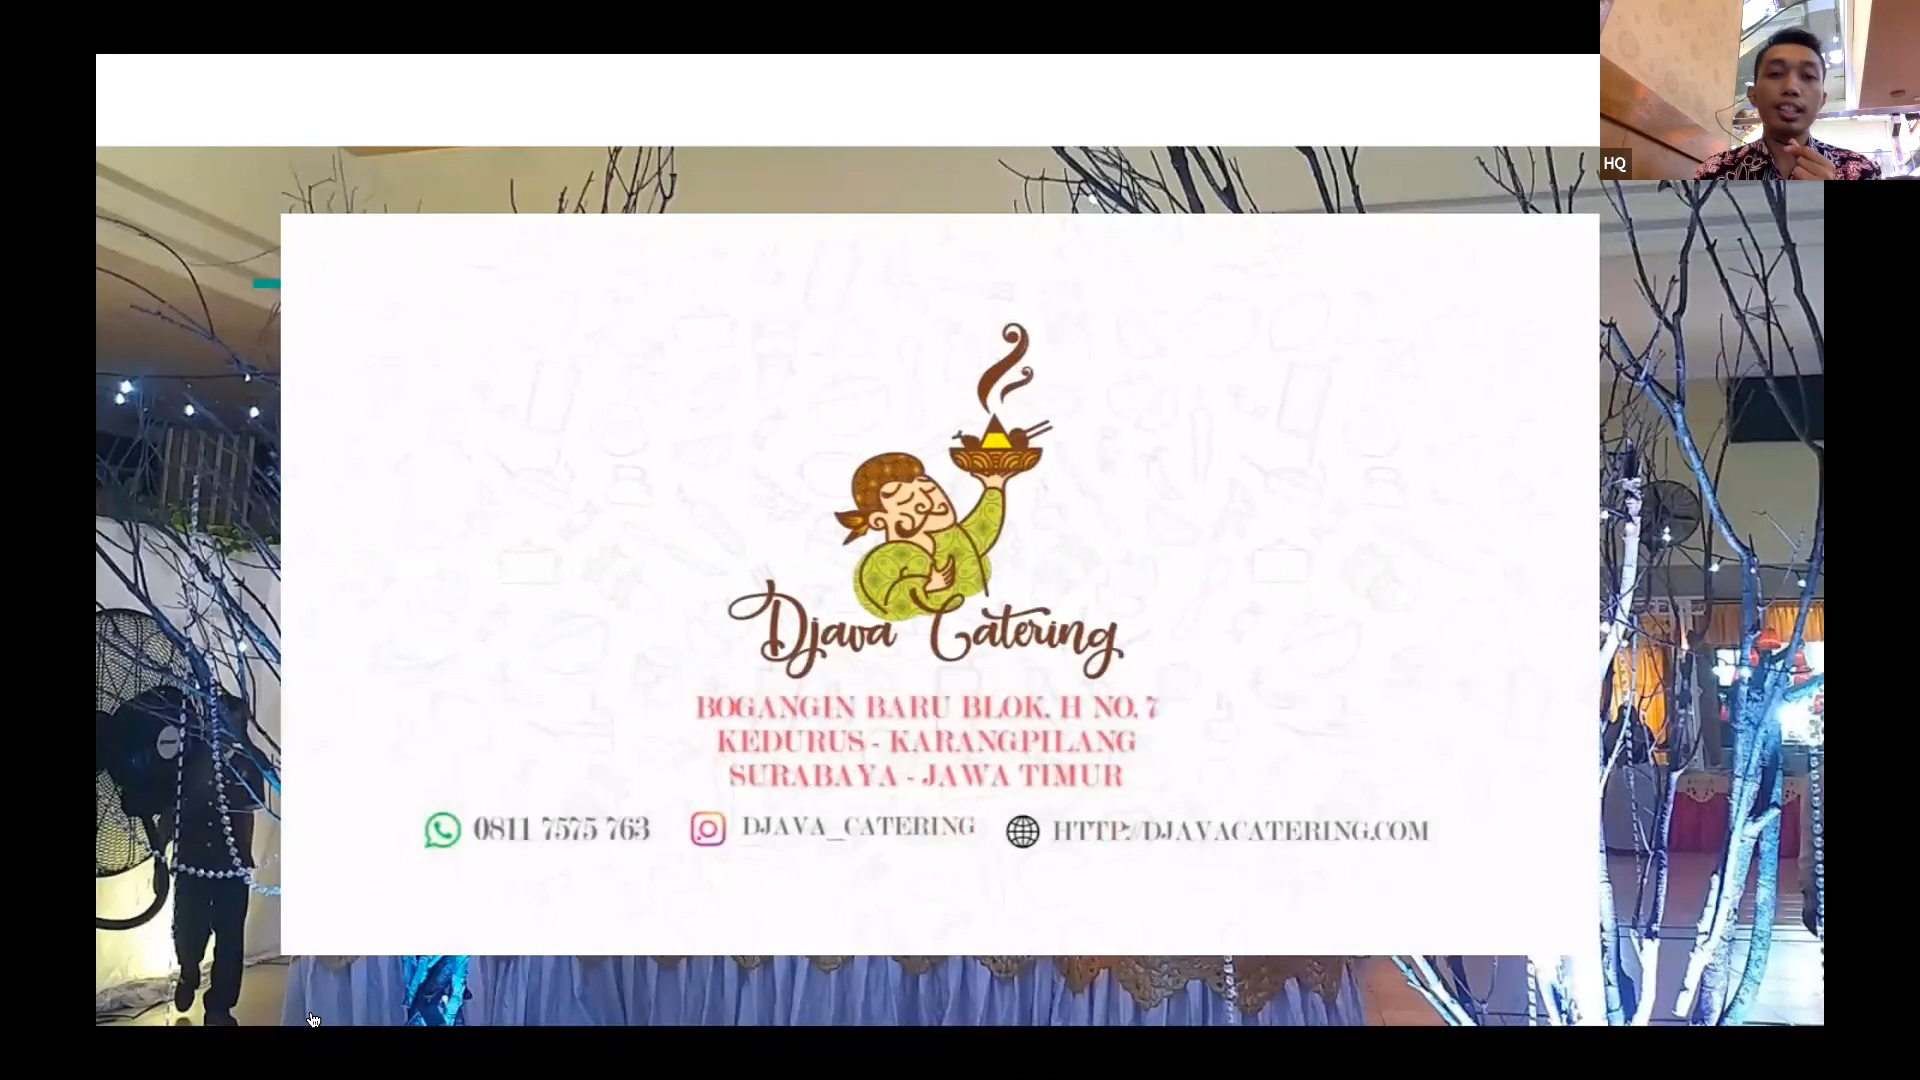 HQ
Djava Catering
BOGANGIN BARU BLOK. H NO. 7
KEDURUS - KARANGPILANG
SURABAYA - JAWA TIMUR
0811 7575 763
DJAVA_CATERING
HTTP://DJAVACATERING.COM